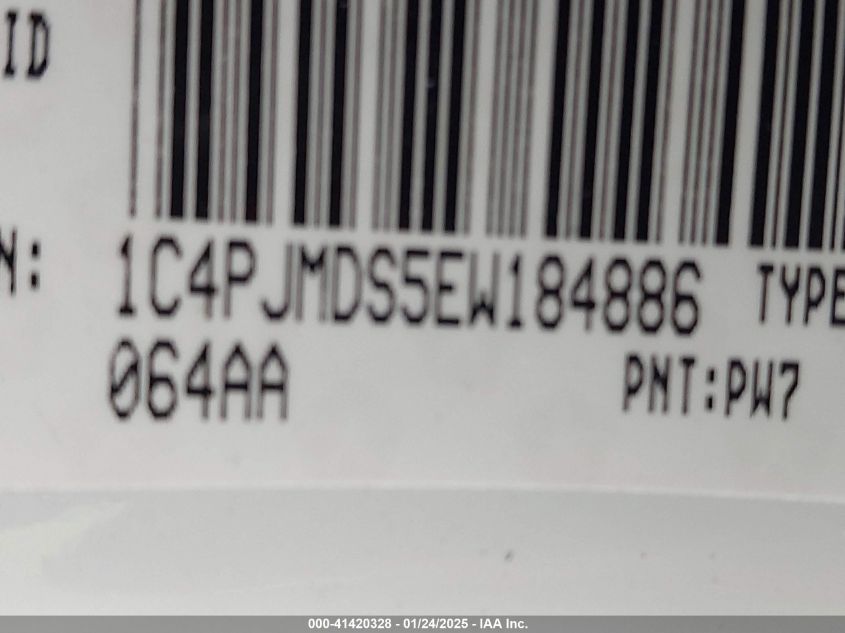 ID
N: 1C4PJMDS5EW184886 TYPE
064AA PNT:PW7
000-41420328 - 01/24/2025 - IAA Inc.